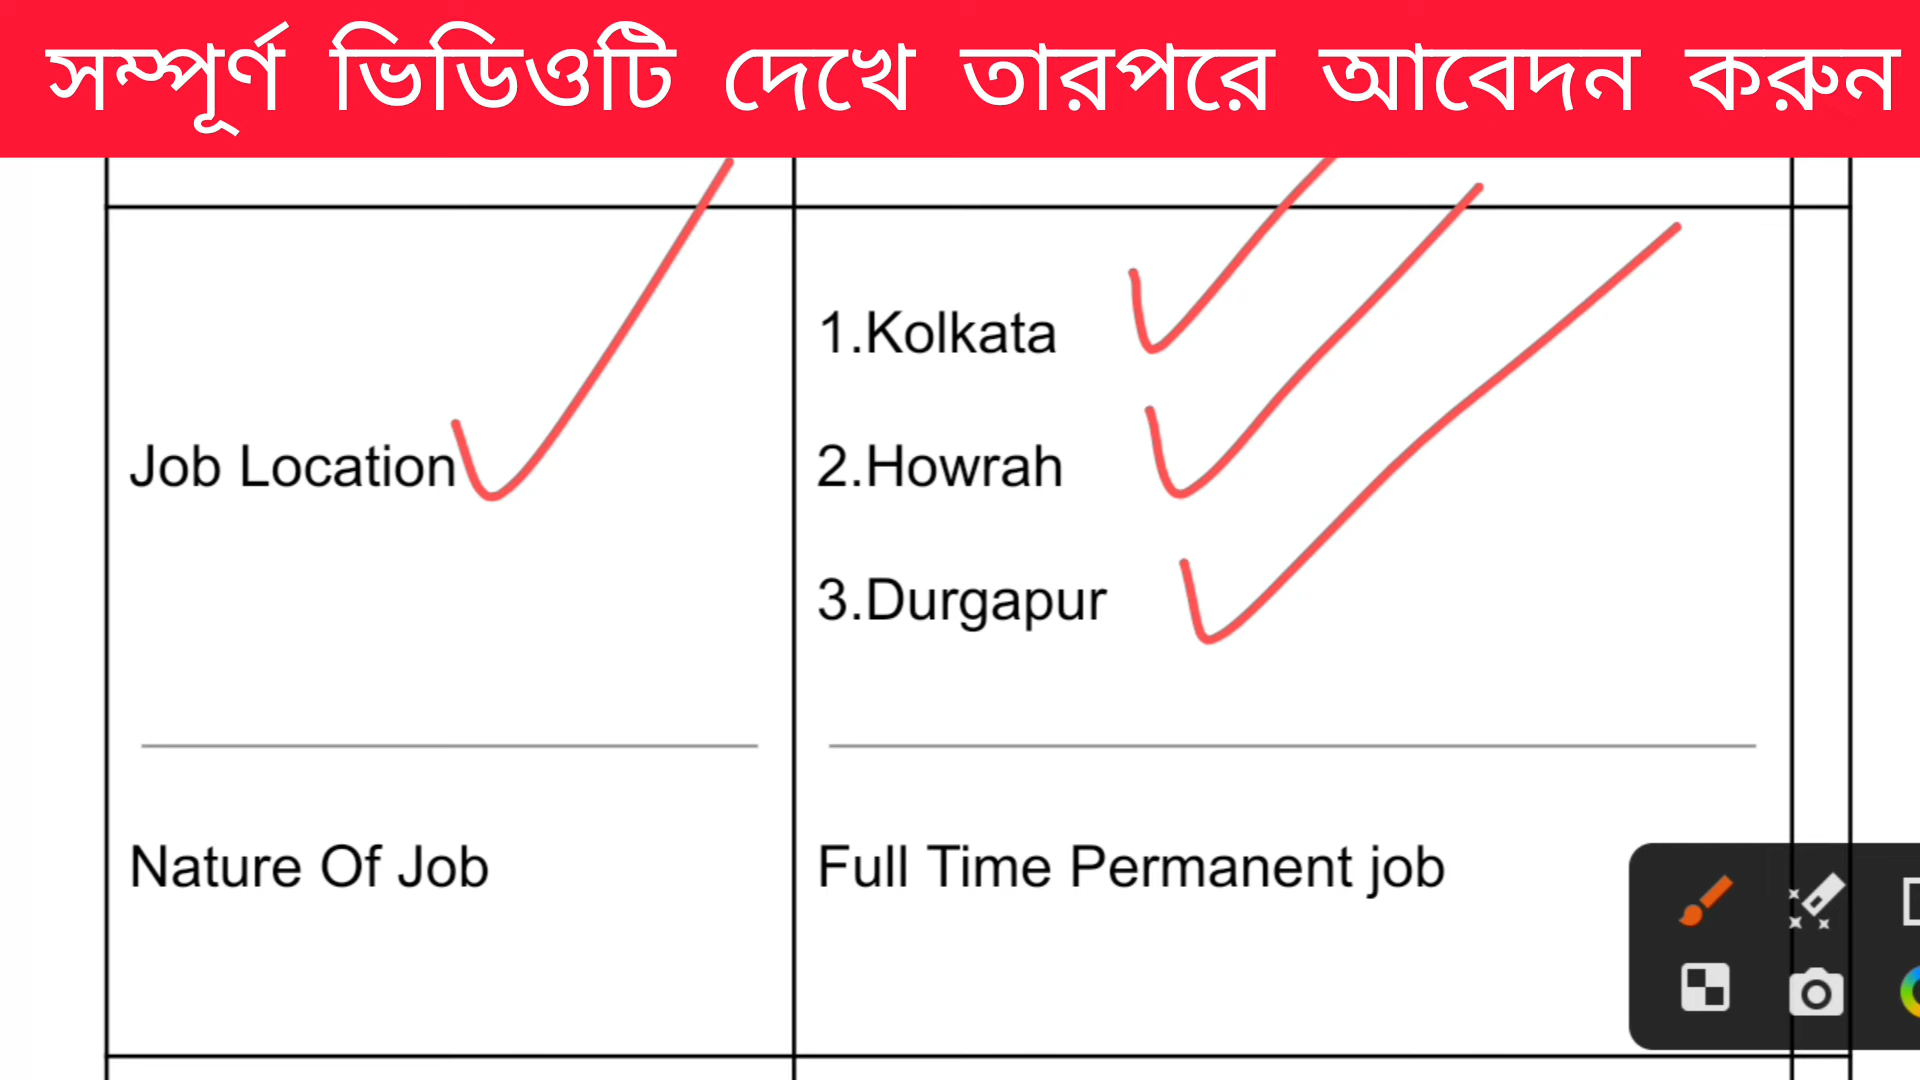 সম্পূর্ণ ভিডিওটি দেখে তারপরে আবেদন করুন
1.Kolkata
Job Location
2.Howrah
3.Durgapur
Nature Of Job
Full Time Permanent job